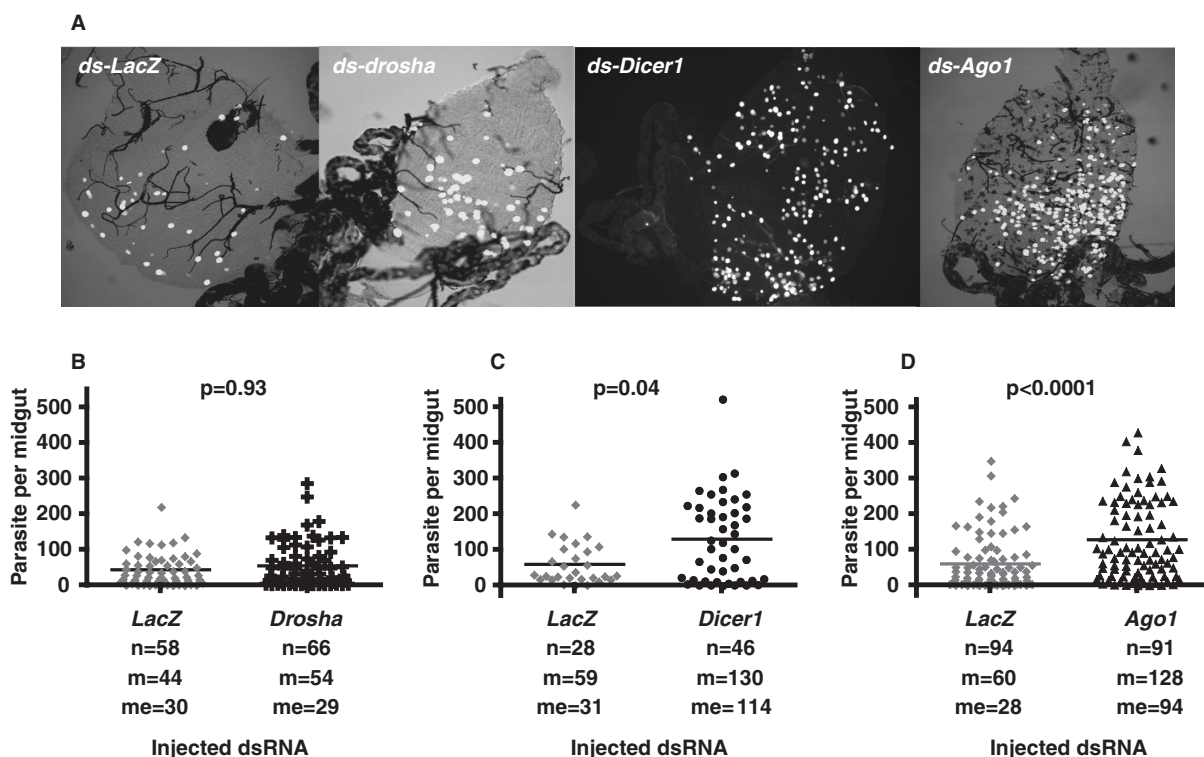 A
ds-LacZ
ds-drosha
ds-Dicer1
ds-Ago1
B
p=0.93
Parasite per midgut
500
400
300
200
100
0
LacZ
Drosha
n=58
n=66
m=44
m=54
me=30
me=29
Injected dsRNA
C
p=0.04
Parasite per midgut
500
400
300
200
100
0
LacZ
Dicer1
n=28
n=46
m=59
m=130
me=31
me=114
Injected dsRNA
D
p<0.0001
Parasite per midgut
500
400
300
200
100
0
LacZ
Ago1
n=94
n=91
m=60
m=128
me=28
me=94
Injected dsRNA